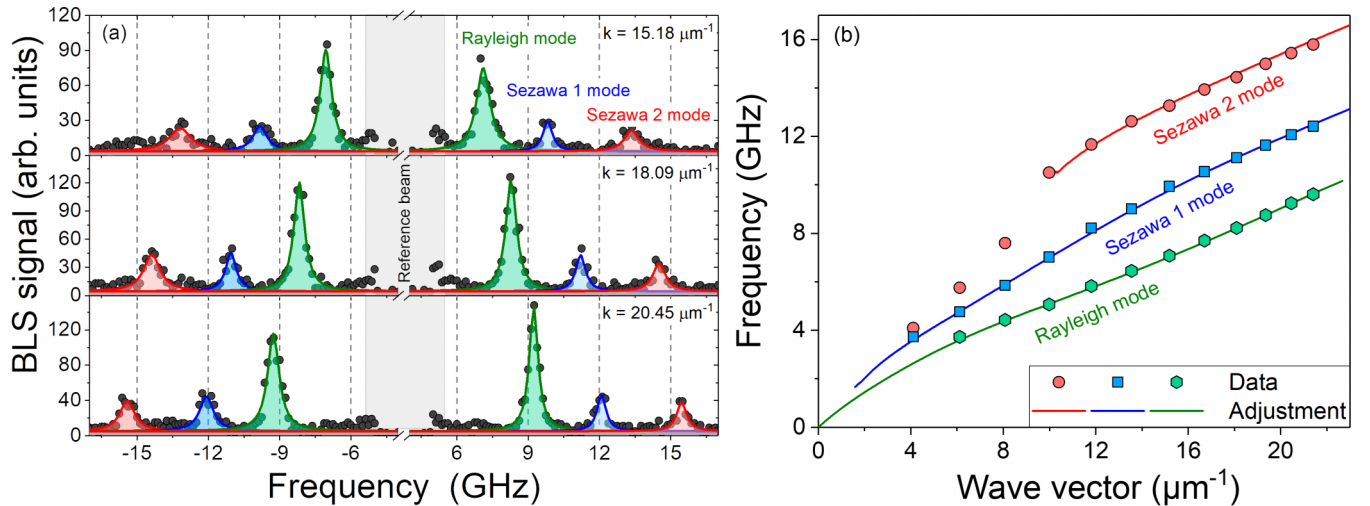 (a)
k = 15.18 μm-1
Rayleigh mode
Sezawa 1 mode
Sezawa 2 mode
120
90
60
30
0
k = 18.09 μm-1
120
90
60
30
0
k = 20.45 μm-1
120
80
40
0
Reference beam
BLS signal (arb. units)
-15 -12 -9 -6 6 9 12 15
Frequency (GHz)
(b)
16
12
8
4
0
Sezawa 2 mode
Sezawa 1 mode
Rayleigh mode
Data
Adjustment
Frequency (GHz)
0 4 8 12 16 20
Wave vector (μm-1)